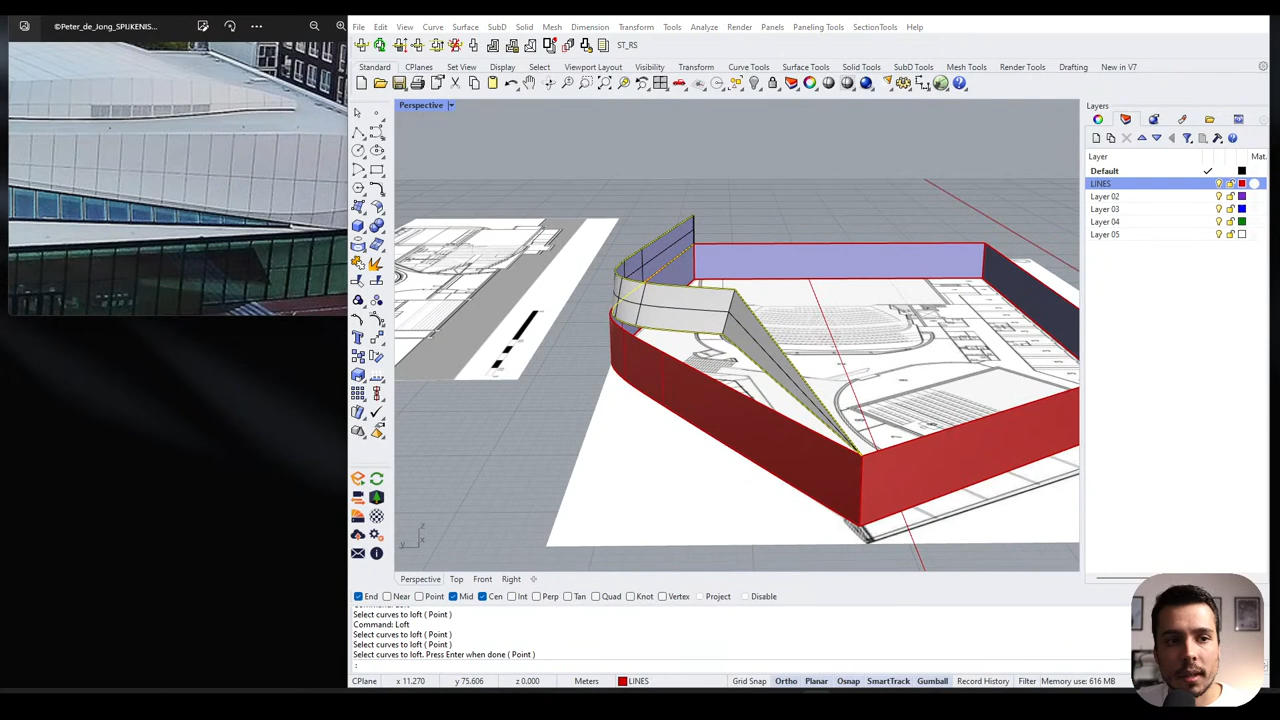 ©Peter_de_Jong_SPIJKENIS...
File Edit View Curve Surface SubD Solid Mesh Dimension Transform Tools Analyze Render Panels Paneling Tools SectionTools Help
ST_RS
Standard CPlanes Set View Display Select Viewport Layout Visibility Transform Curve Tools Surface Tools Solid Tools SubD Tools Mesh Tools Render Tools Drafting New in V7
Perspective
Layers
Layer Mat.
Default
LINES
Layer 02
Layer 03
Layer 04
Layer 05
z
y x
Perspective Top Front Right
End Near Point Mid Cen Int Perp Tan Quad Knot Vertex Project Disable
Select curves to loft ( Point )
Command: Loft
Select curves to loft ( Point )
Select curves to loft ( Point )
Select curves to loft. Press Enter when done ( Point )
:
CPlane x 11.270 y 75.606 z 0.000 Meters LINES Grid Snap Ortho Planar Osnap SmartTrack Gumball Record History Filter Memory use: 616 MB